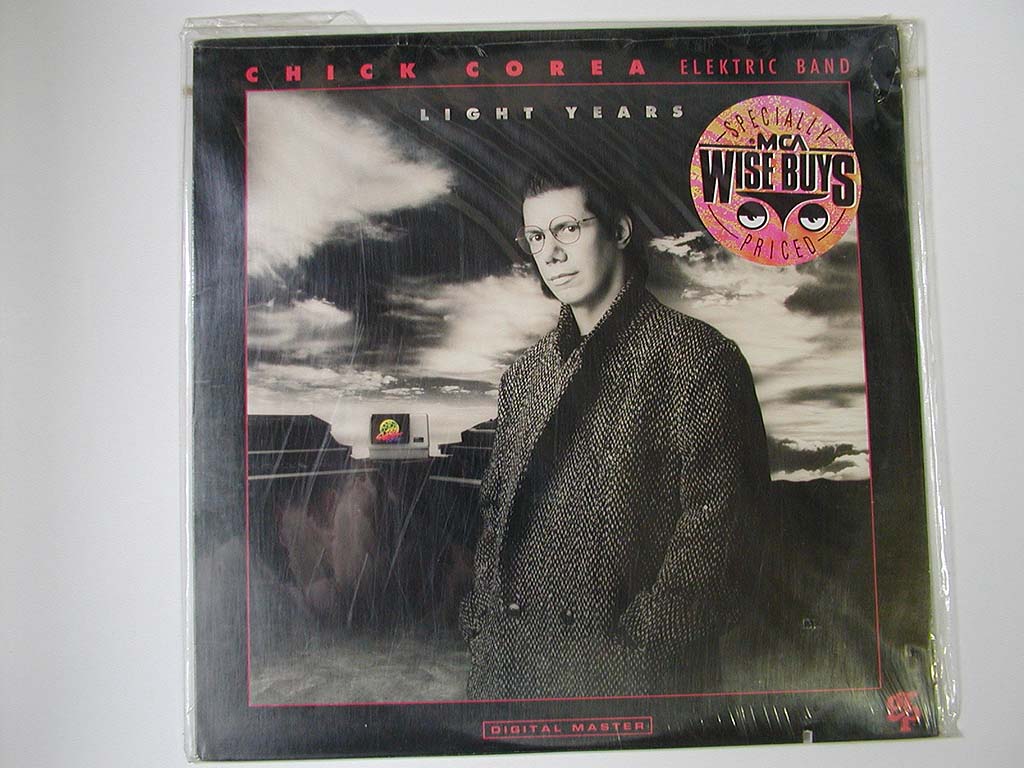 CHICK COREA ELEKTRIC BAND
LIGHT YEARS
SPECIALLY
MCA
WISE BUYS
PRICED
DIGITAL MASTER